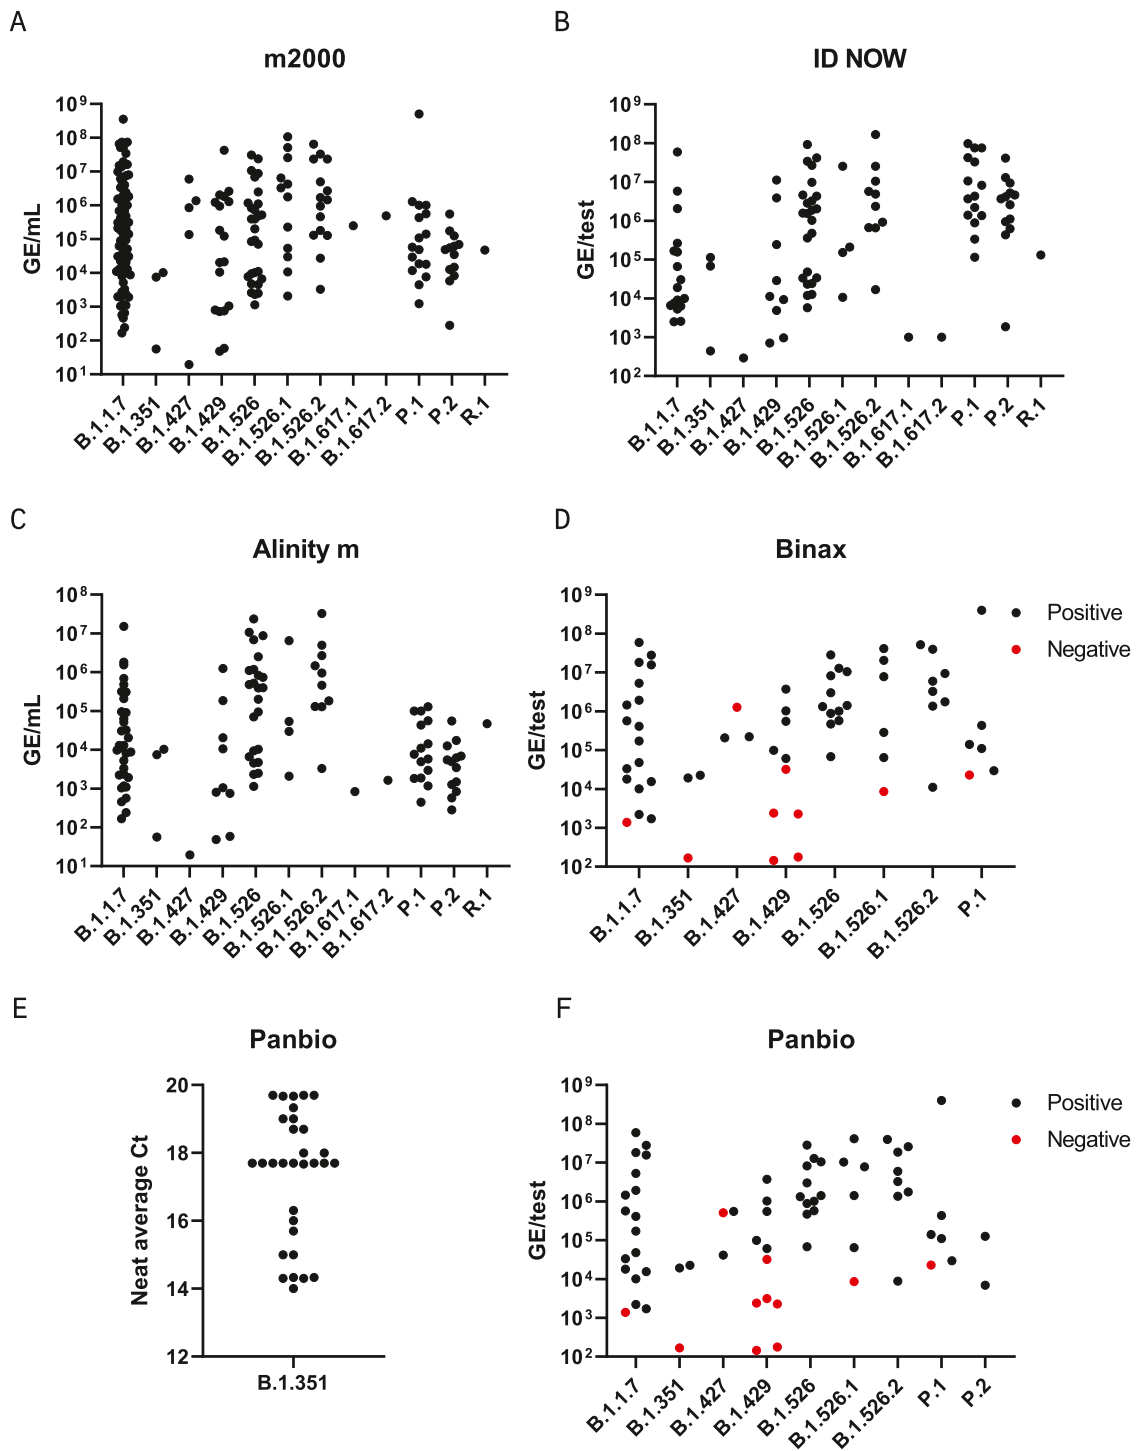 A
m2000
GE/mL
10⁹
10⁸
10⁷
10⁶
10⁵
10⁴
10³
10²
10¹
B.1.1.7
B.1.351
B.1.427
B.1.429
B.1.526
B.1.526.1
B.1.526.2
B.1.617.1
B.1.617.2
P.1
P.2
R.1
B
ID NOW
GE/test
10⁹
10⁸
10⁷
10⁶
10⁵
10⁴
10³
10²
B.1.1.7
B.1.351
B.1.427
B.1.429
B.1.526
B.1.526.1
B.1.526.2
B.1.617.1
B.1.617.2
P.1
P.2
R.1
C
Alinity m
GE/mL
10⁸
10⁷
10⁶
10⁵
10⁴
10³
10²
10¹
B.1.1.7
B.1.351
B.1.427
B.1.429
B.1.526
B.1.526.1
B.1.526.2
B.1.617.1
B.1.617.2
P.1
P.2
R.1
D
Binax
GE/test
10⁹
10⁸
10⁷
10⁶
10⁵
10⁴
10³
10²
B.1.1.7
B.1.351
B.1.427
B.1.429
B.1.526
B.1.526.1
B.1.526.2
P.1
Positive
Negative
E
Panbio
Neat average Ct
20
18
16
14
12
B.1.351
F
Panbio
GE/test
10⁹
10⁸
10⁷
10⁶
10⁵
10⁴
10³
10²
B.1.1.7
B.1.351
B.1.427
B.1.429
B.1.526
B.1.526.1
B.1.526.2
P.1
P.2
Positive
Negative